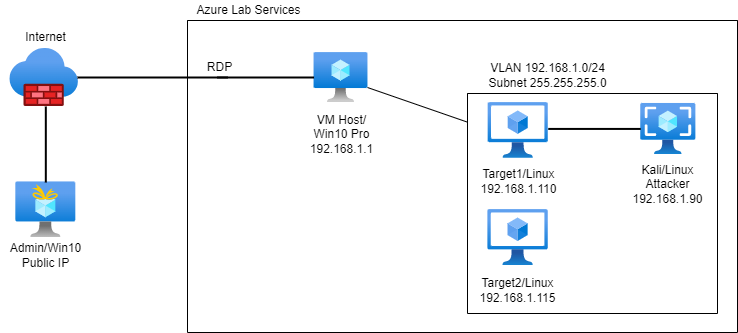 Azure Lab Services
Internet
RDP
VLAN 192.168.1.0/24
Subnet 255.255.255.0
VM Host/
Win10 Pro
192.168.1.1
Target1/Linux
192.168.1.110
Kali/Linux
Attacker
192.168.1.90
Admin/Win10
Public IP
Target2/Linux
192.168.1.115